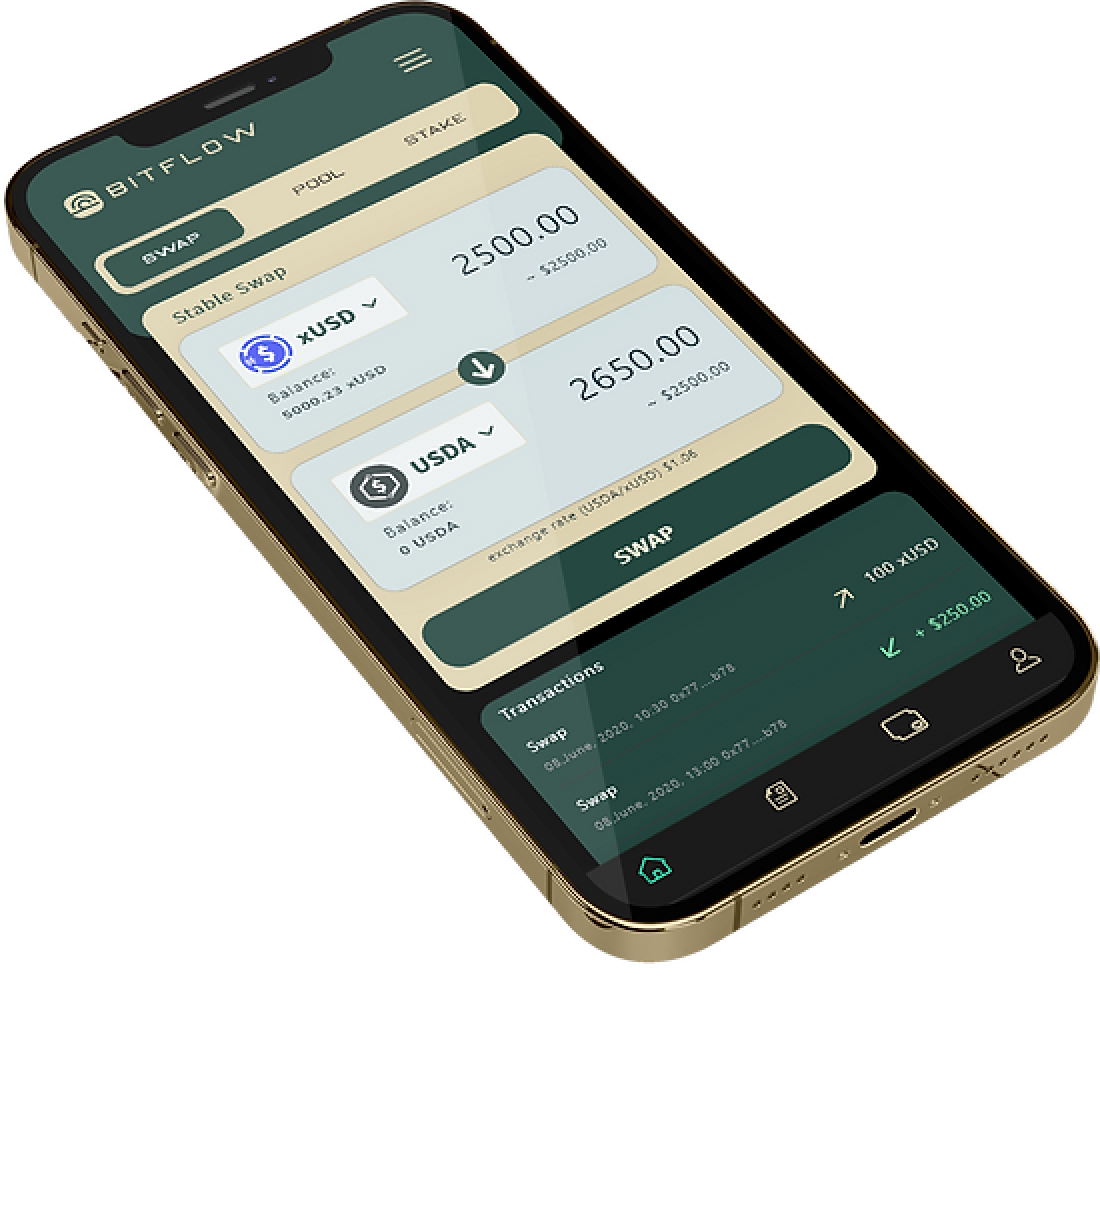 BITFLOW
SWAP POOL STAKE
Stable Swap
xUSD 2500.00
~ $2500.00
Balance:
5000.23 xUSD
USDA 2650.00
~ $2500.00
Balance:
0 USDA
exchange rate (USDA/xUSD) $1.06
SWAP
Transactions
Swap 100 xUSD
08.June, 2020, 10:30 0x77....b78
Swap + $250.00
08.June, 2020, 13:00 0x77....b78